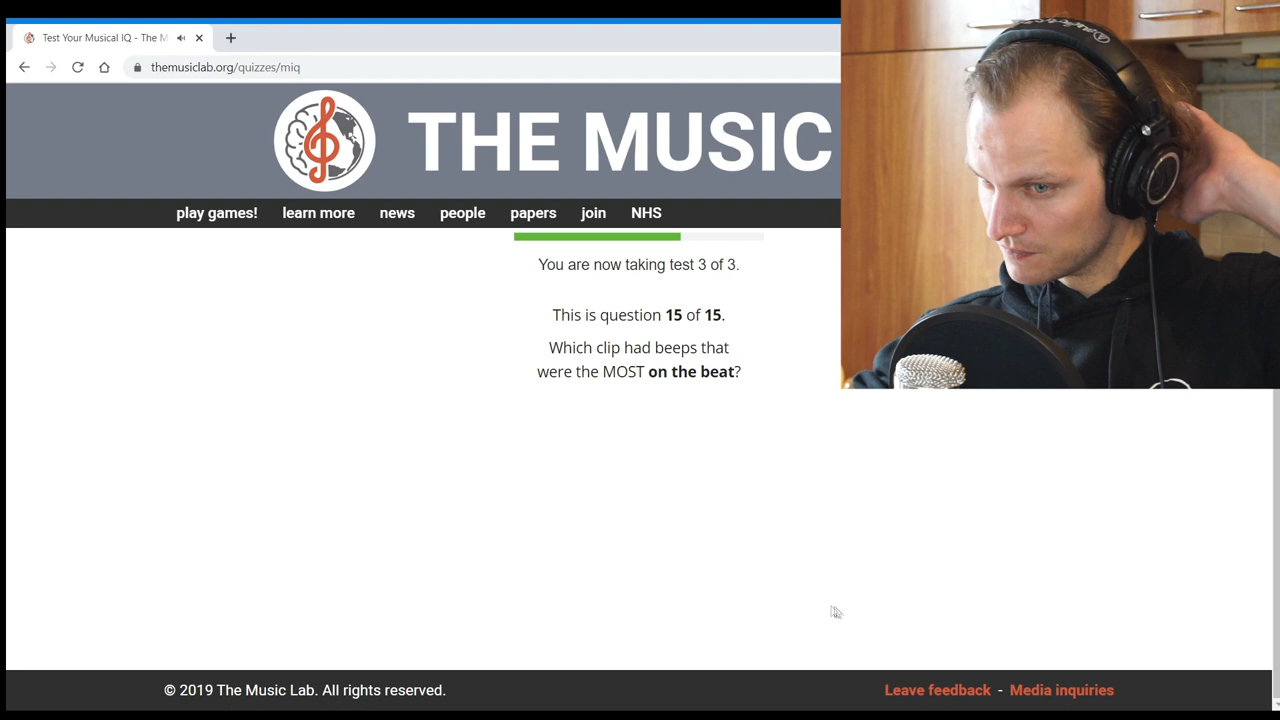 Test Your Musical IQ - The M
themusiclab.org/quizzes/miq
THE MUSIC
play games! learn more news people papers join NHS
You are now taking test 3 of 3.
This is question 15 of 15.
Which clip had beeps that
were the MOST on the beat?
© 2019 The Music Lab. All rights reserved.
Leave feedback - Media inquiries